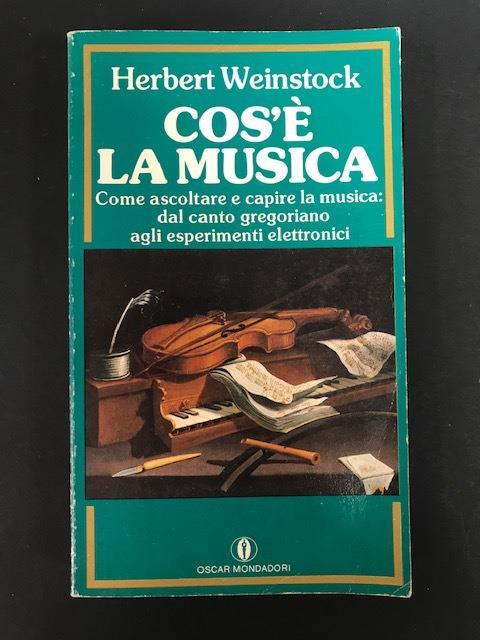 Herbert Weinstock
COS'È
LA MUSICA
Come ascoltare e capire la musica:
dal canto gregoriano
agli esperimenti elettronici
OSCAR MONDADORI